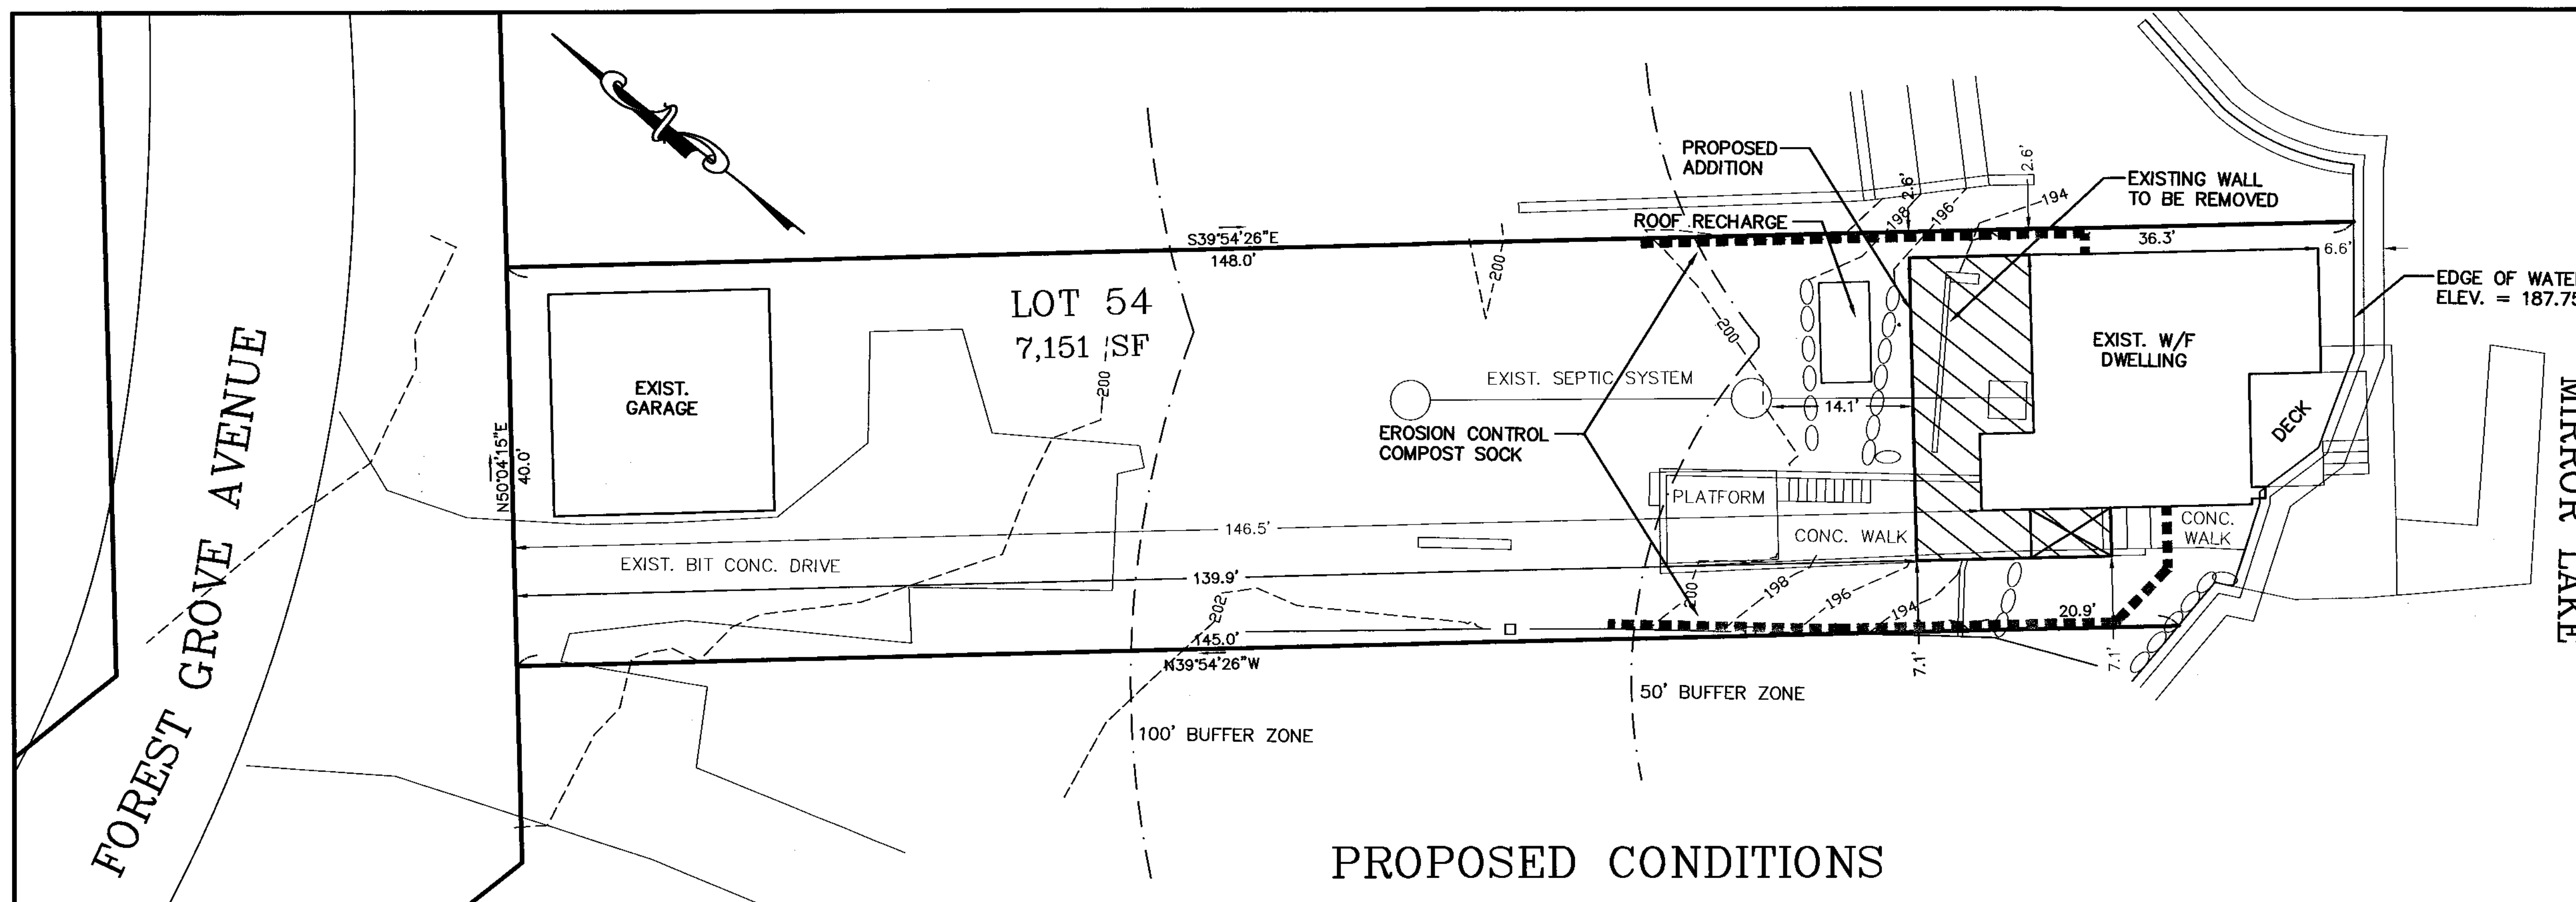 FOREST GROVE AVENUE
N50°04'15"E
40.0'
EXIST.
GARAGE
LOT 54
7,151 SF
S39°54'26"E
148.0'
200
200
202
EXIST. BIT CONC. DRIVE
146.5'
139.9'
145.0'
N39°54'26"W
100' BUFFER ZONE
50' BUFFER ZONE
EXIST. SEPTIC SYSTEM
EROSION CONTROL
COMPOST SOCK
PROPOSED
ADDITION
ROOF RECHARGE
200
198
196
194
2.6'
2.6'
EXISTING WALL
TO BE REMOVED
36.3'
6.6'
EDGE OF WATE
ELEV. = 187.75
14.1'
EXIST. W/F
DWELLING
DECK
PLATFORM
CONC. WALK
CONC.
WALK
200
198
196
194
20.9'
7.1'
7.1'
MIRROR LAKE
PROPOSED CONDITIONS